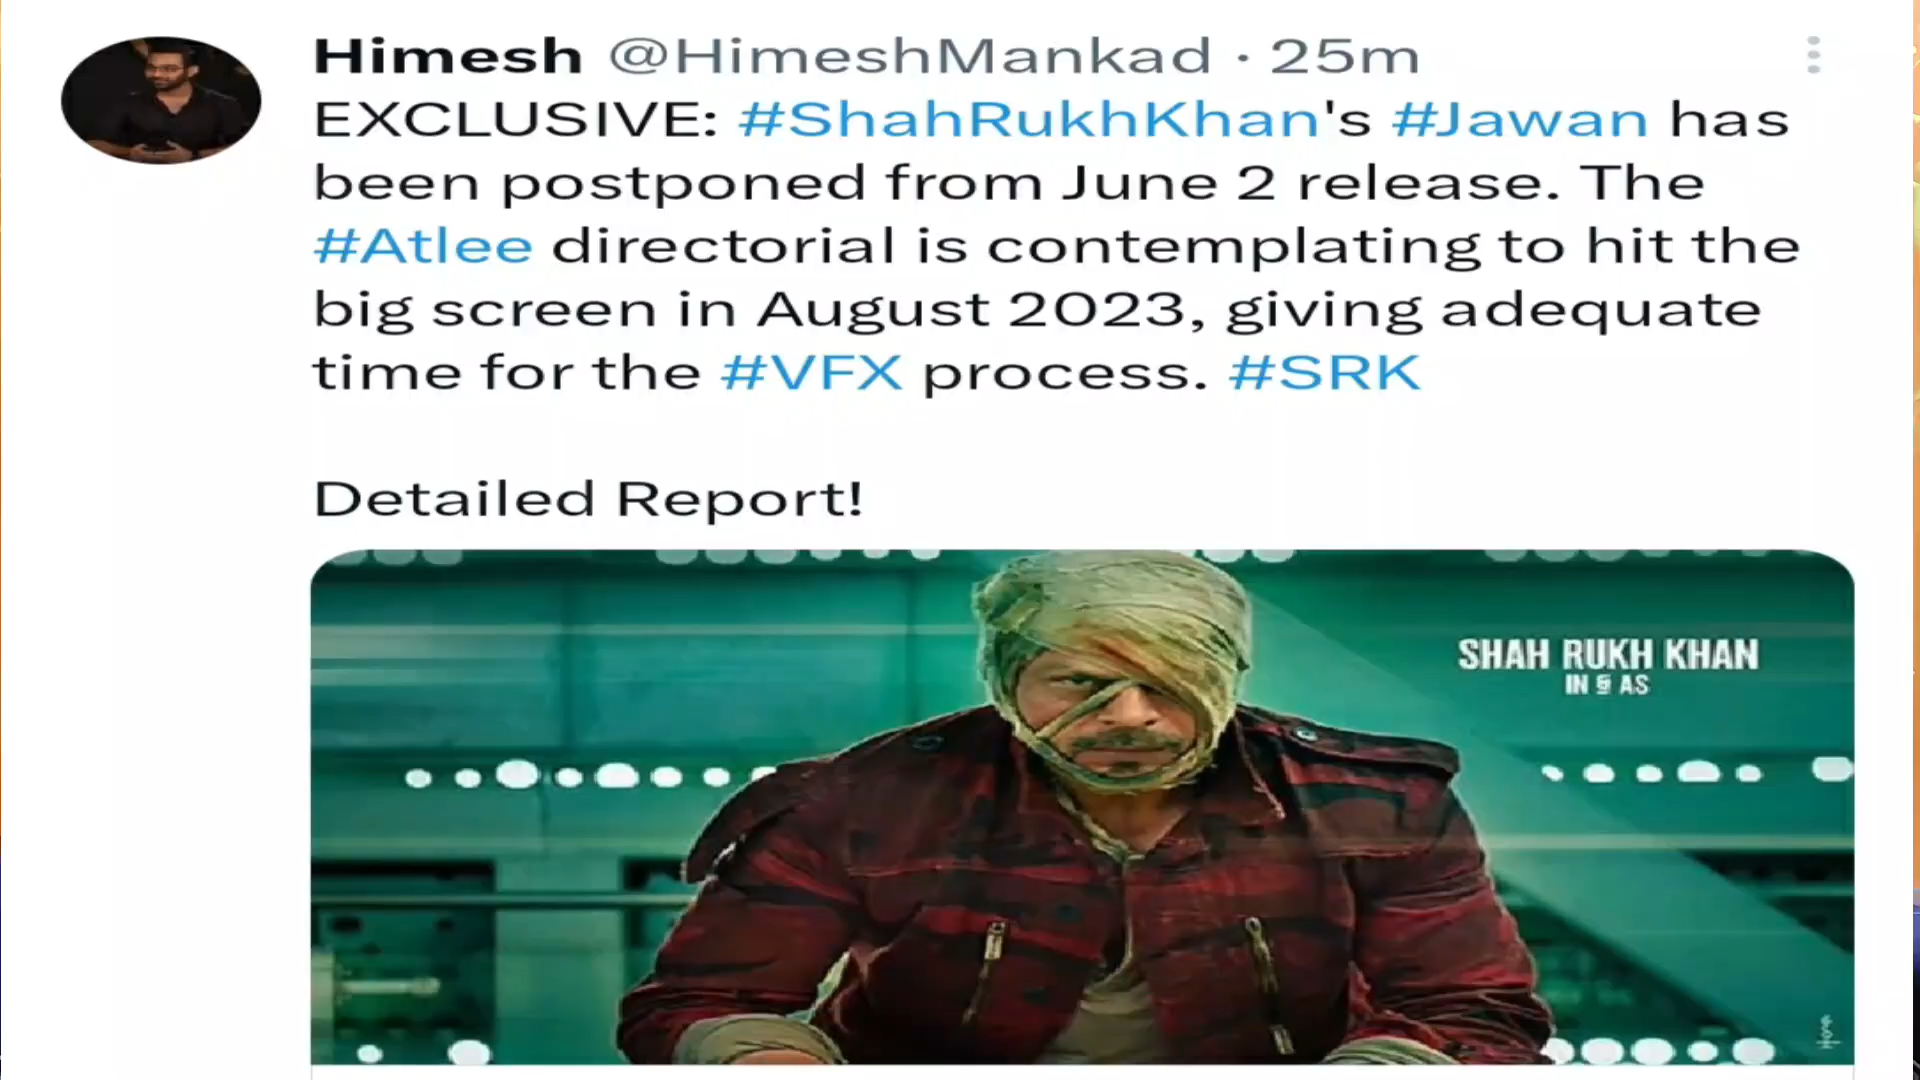 Himesh @HimeshMankad · 25m
EXCLUSIVE: #ShahRukhKhan's #Jawan has
been postponed from June 2 release. The
#Atlee directorial is contemplating to hit the
big screen in August 2023, giving adequate
time for the #VFX process. #SRK
Detailed Report!
SHAH RUKH KHAN
IN & AS